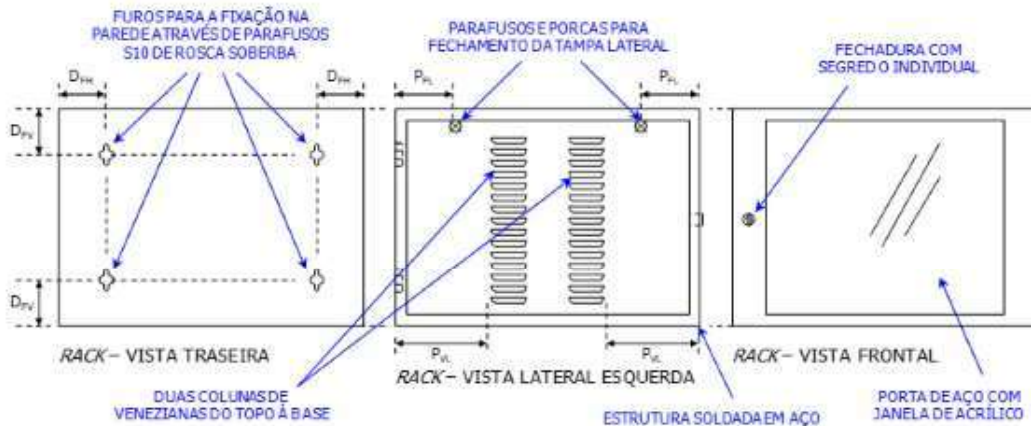 FUROS PARA A FIXAÇÃO NA
PAREDE ATRAVÉS DE PARAFUSOS
S10 DE ROSCA SOBERBA
PARAFUSOS E PORCAS PARA
FECHAMENTO DA TAMPA LATERAL
FECHADURA COM
SEGREDO INDIVIDUAL
DFH
DFH
PFL
PFL
DFV
DFV
RACK – VISTA TRASEIRA
PVL
PVL
RACK – VISTA LATERAL ESQUERDA
RACK – VISTA FRONTAL
DUAS COLUNAS DE
VENEZIANAS DO TOPO À BASE
ESTRUTURA SOLDADA EM AÇO
PORTA DE AÇO COM
JANELA DE ACRÍLICO